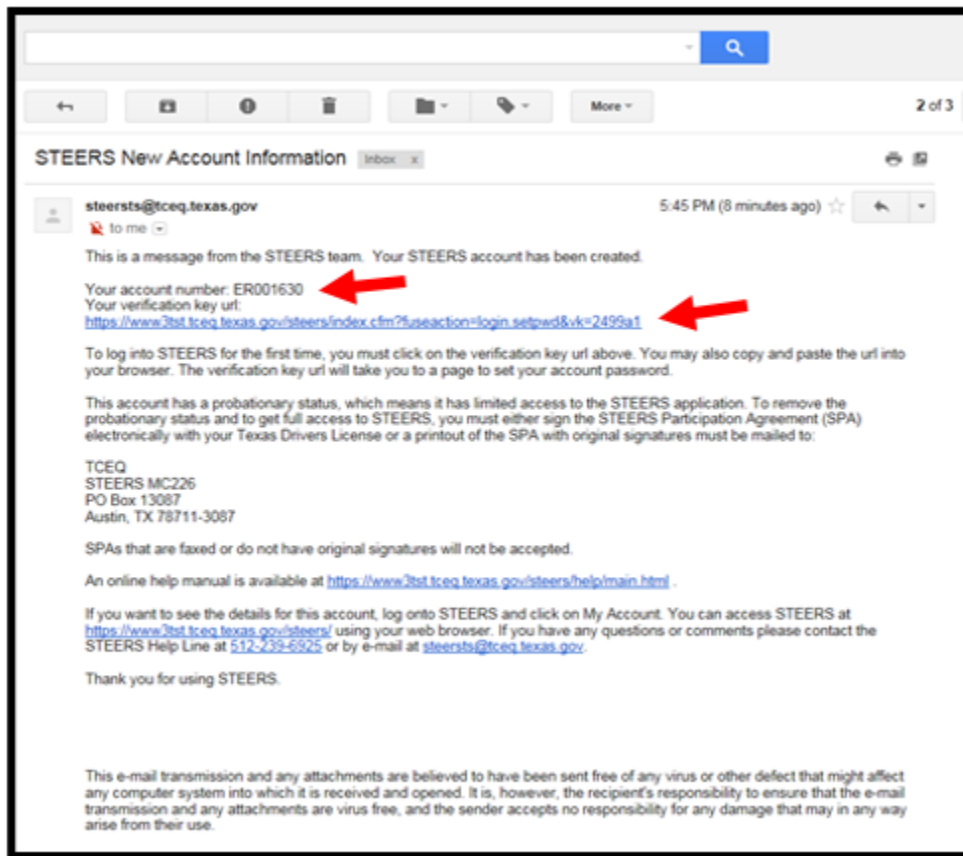 More
2 of 3
STEERS New Account Information Inbox x
steersts@tceq.texas.gov 5:45 PM (8 minutes ago)
to me
This is a message from the STEERS team. Your STEERS account has been created.
Your account number: ER001630
Your verification key url:
https://www3tst.tceq.texas.gov/steers/index.cfm?fuseaction=login.setpwd&vk=2499a1
To log into STEERS for the first time, you must click on the verification key url above. You may also copy and paste the url into
your browser. The verification key url will take you to a page to set your account password.
This account has a probationary status, which means it has limited access to the STEERS application. To remove the
probationary status and to get full access to STEERS, you must either sign the STEERS Participation Agreement (SPA)
electronically with your Texas Drivers License or a printout of the SPA with original signatures must be mailed to:
TCEQ
STEERS MC226
PO Box 13087
Austin, TX 78711-3087
SPAs that are faxed or do not have original signatures will not be accepted.
An online help manual is available at https://www3tst.tceq.texas.gov/steers/help/main.html .
If you want to see the details for this account, log onto STEERS and click on My Account. You can access STEERS at
https://www3tst.tceq.texas.gov/steers/ using your web browser. If you have any questions or comments please contact the
STEERS Help Line at 512-239-6925 or by e-mail at steersts@tceq.texas.gov.
Thank you for using STEERS.
This e-mail transmission and any attachments are believed to have been sent free of any virus or other defect that might affect
any computer system into which it is received and opened. It is, however, the recipient's responsibility to ensure that the e-mail
transmission and any attachments are virus free, and the sender accepts no responsibility for any damage that may in any way
arise from their use.